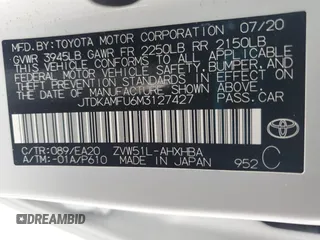 MFD.BY: TOYOTA MOTOR CORPORATION 07/20
GVWR 3945LB GAWR FR 2250LB RR 2150LB
THIS VEHICLE CONFORMS TO ALL APPLICABLE
FEDERAL MOTOR VEHICLE SAFETY AND
THEFT PREVENTION STANDARDS IN EFFECT ON
THE DATE OF MANUFACTURE SHOWN ABOVE.
JTDKAMFU6M3127427
PASS. CAR
C/TR:089/EA20 ZVW51L-AHXHBA
A/TM:-01A/P610 MADE IN JAPAN 952 C
TOYOTA
DREAMBID